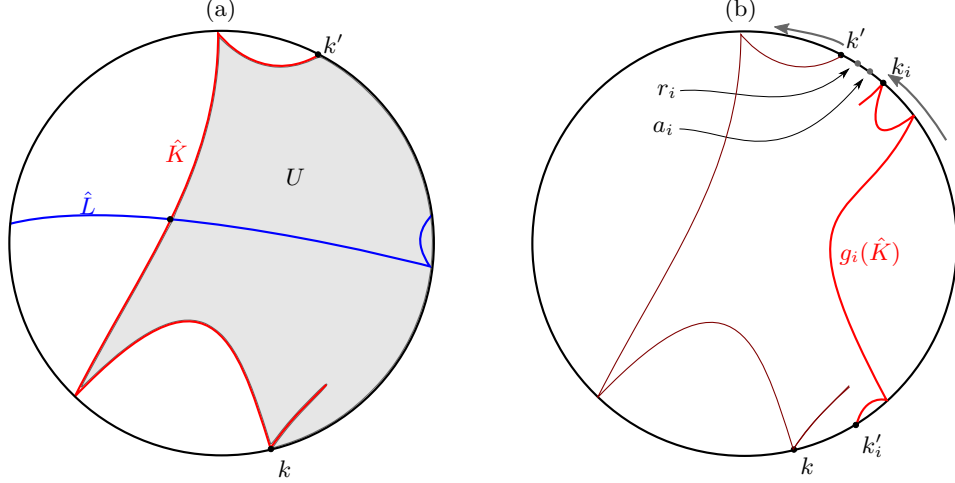 (a)
(b)
k′
k′
k_i
r_i
a_i
K̂
U
L̂
g_i(K̂)
k
k
k′_i